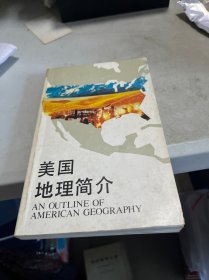 美国
地理简介
AN OUTLINE OF
AMERICAN GEOGRAPHY